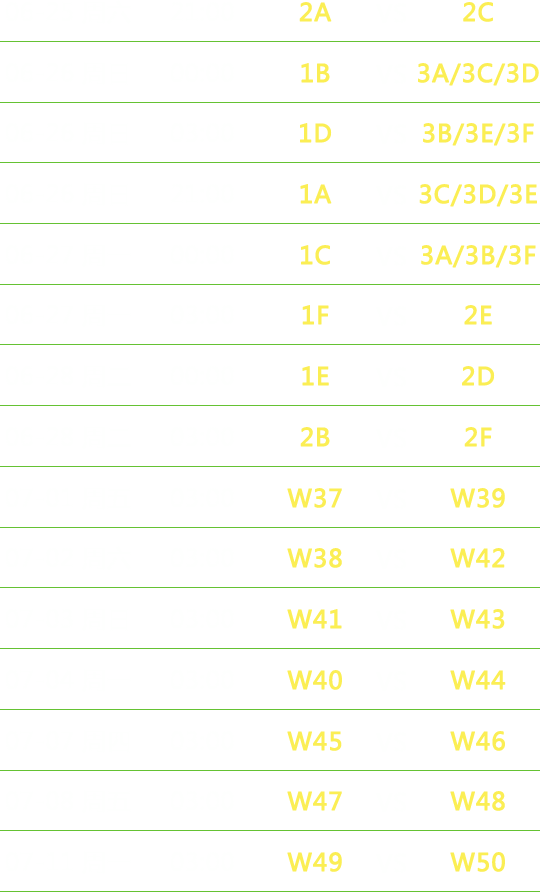 2A 2C
1B 3A/3C/3D
1D 3B/3E/3F
1A 3C/3D/3E
1C 3A/3B/3F
1F 2E
1E 2D
2B 2F
W37 W39
W38 W42
W41 W43
W40 W44
W45 W46
W47 W48
W49 W50